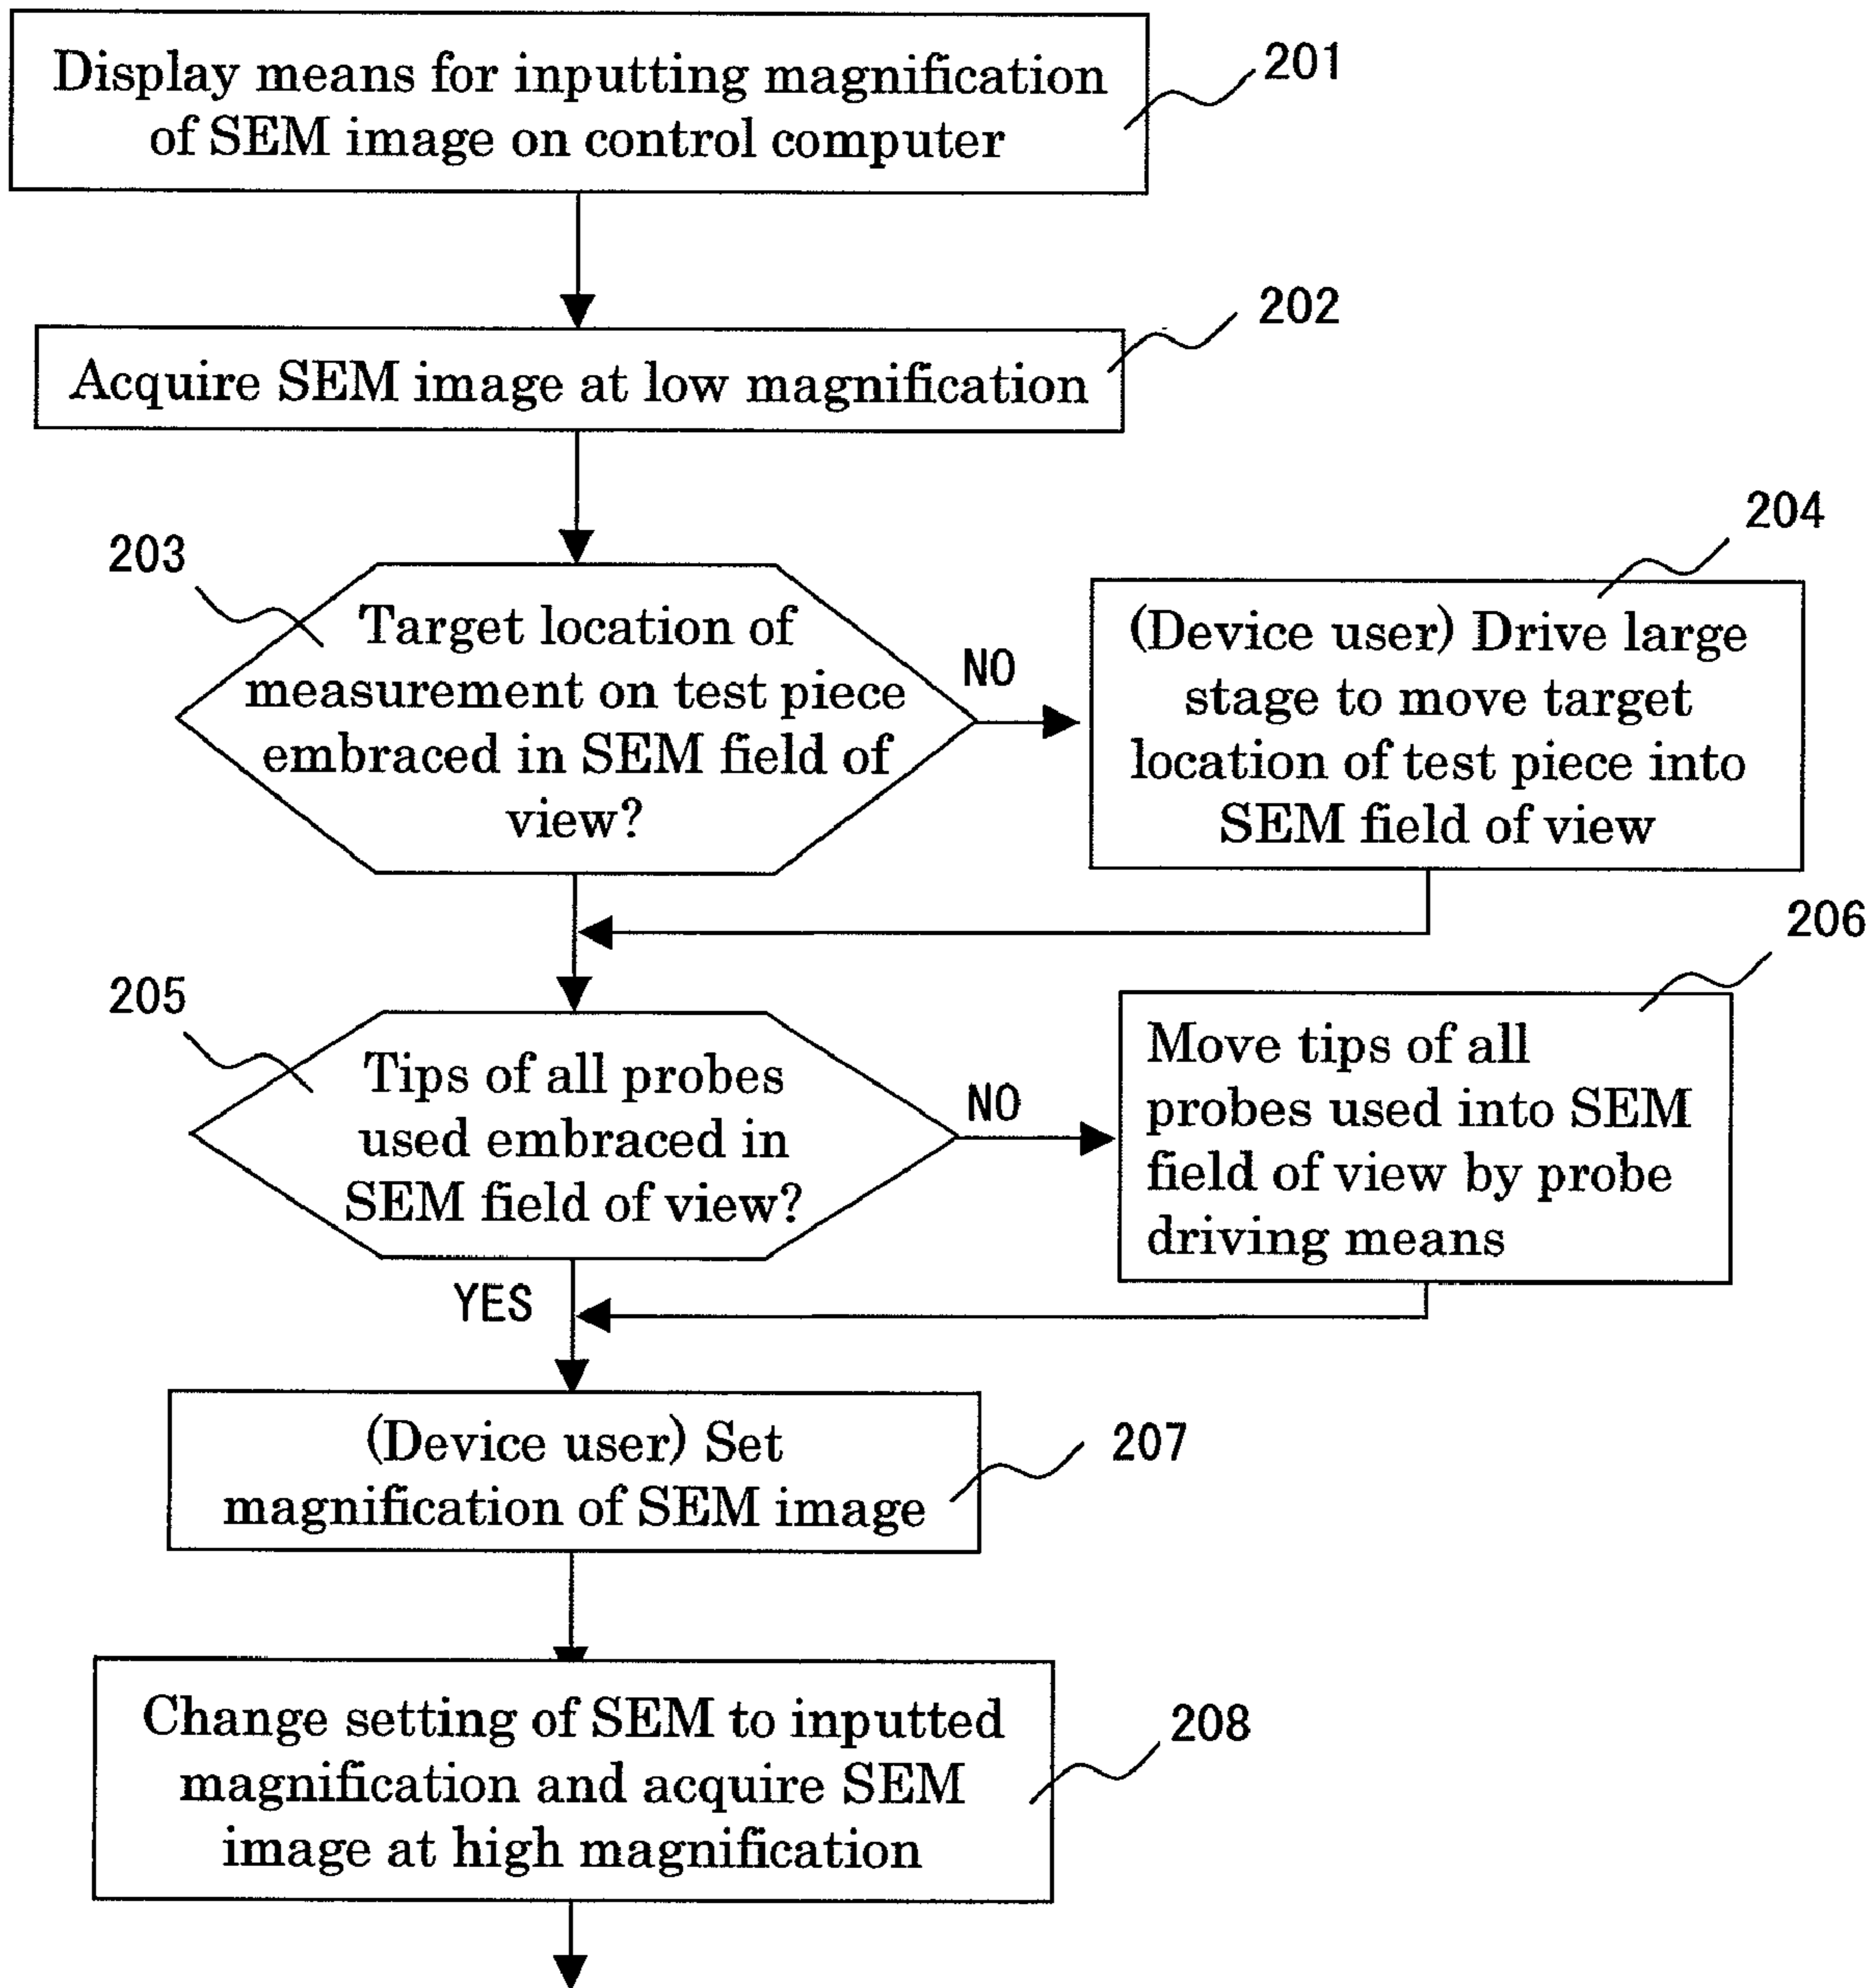 Display means for inputting magnification
of SEM image on control computer
201
Acquire SEM image at low magnification
202
203
Target location of
measurement on test piece
embraced in SEM field of
view?
NO
204
(Device user) Drive large
stage to move target
location of test piece into
SEM field of view
205
Tips of all probes
used embraced in
SEM field of view?
NO
YES
206
Move tips of all
probes used into SEM
field of view by probe
driving means
(Device user) Set
magnification of SEM image
207
Change setting of SEM to inputted
magnification and acquire SEM
image at high magnification
208